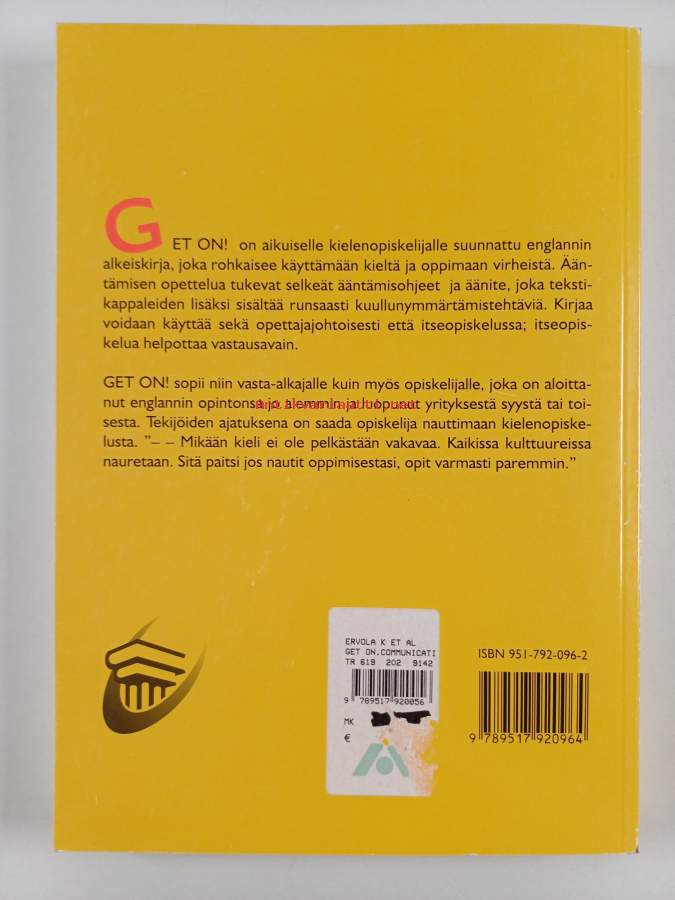 GET ON! on aikuiselle kielenopiskelijalle suunnattu englannin
alkeiskirja, joka rohkaisee käyttämään kieltä ja oppimaan virheistä. Ään-
tämisen opettelua tukevat selkeät ääntämisohjeet ja äänite, joka teksti-
kappaleiden lisäksi sisältää runsaasti kuullunymmärtämistehtäviä. Kirjaa
voidaan käyttää sekä opettajajohtoisesti että itseopiskelussa; itseopis-
kelua helpottaa vastausavain.
GET ON! sopii niin vasta-alkajalle kuin myös opiskelijalle, joka on aloitta-
nut englannin opintonsa jo aiemmin ja luopunut yrityksestä syystä tai toi-
sesta. Tekijöiden ajatuksena on saada opiskelija nauttimaan kielenopiske-
lusta. ”– – Mikään kieli ei ole pelkästään vakavaa. Kaikissa kulttuureissa
nauretaan. Sitä paitsi jos nautit oppimisestasi, opit varmasti paremmin.”
Antikvariaatti.net
ERVOLA K ET AL
GET ON.COMMUNICATI
TR 619 202 9142
9 789517 920056
MK
€
ISBN 951-792-096-2
9 789517 920964